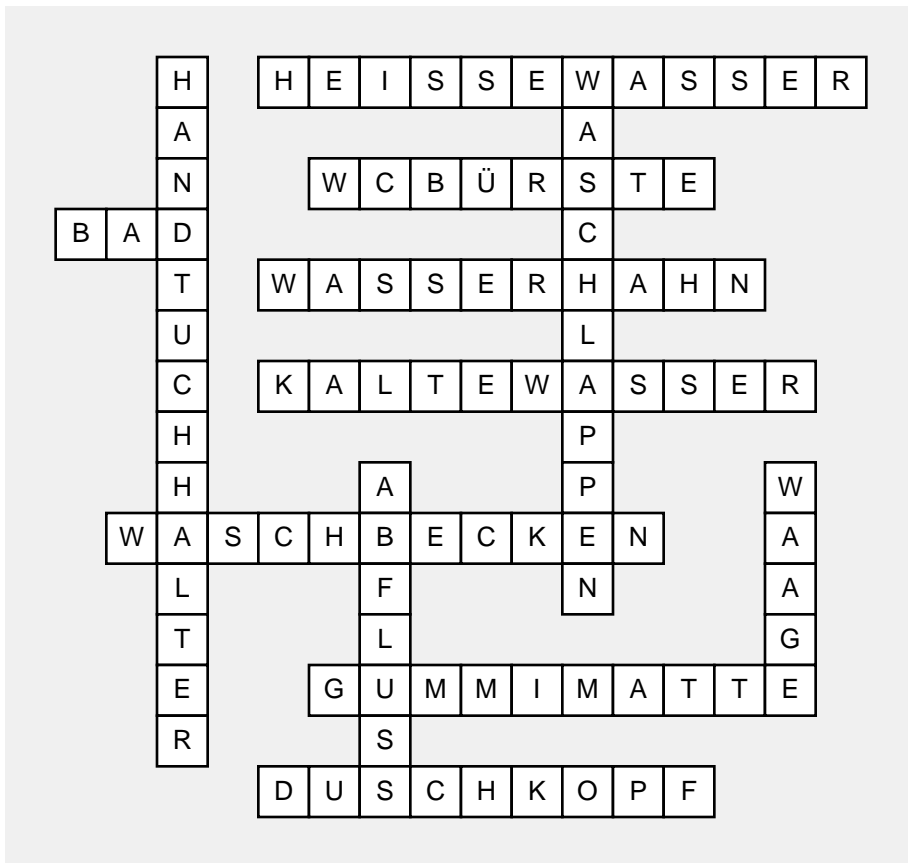 HANDTUCHHALTER
HEISSEWASSER
WASCHLAPPEN
WCBÜRSTE
BAD
WASSERHAHN
KALTEWASSER
ABFLUSS
WAAGE
WASCHBECKEN
GUMMIMATTE
DUSCHKOPF